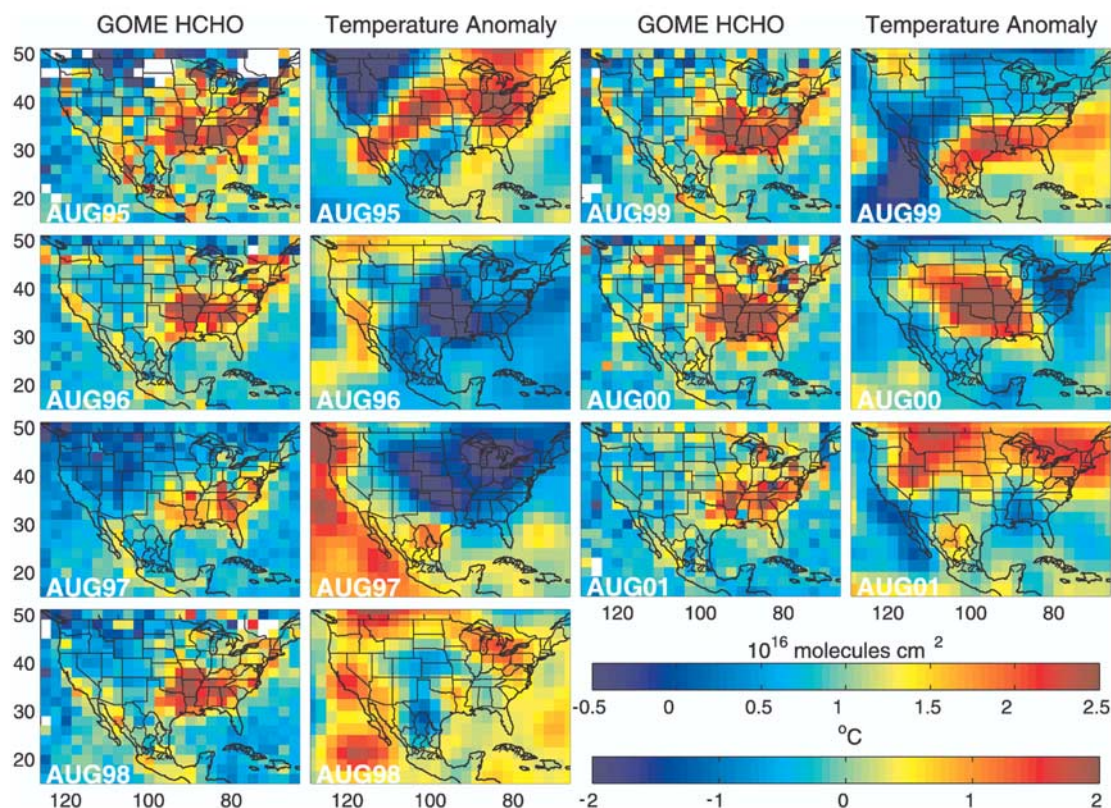 GOME HCHO
Temperature Anomaly
GOME HCHO
Temperature Anomaly
50
40
30
20
AUG95
AUG95
AUG99
AUG99
50
40
30
20
AUG96
AUG96
AUG00
AUG00
50
40
30
20
AUG97
AUG97
AUG01
AUG01
120 100 80
120 100 80
50
40
30
20
AUG98
AUG98
120 100 80
120 100 80
10^16 molecules cm 2
-0.5 0 0.5 1 1.5 2 2.5
°C
-2 -1 0 1 2